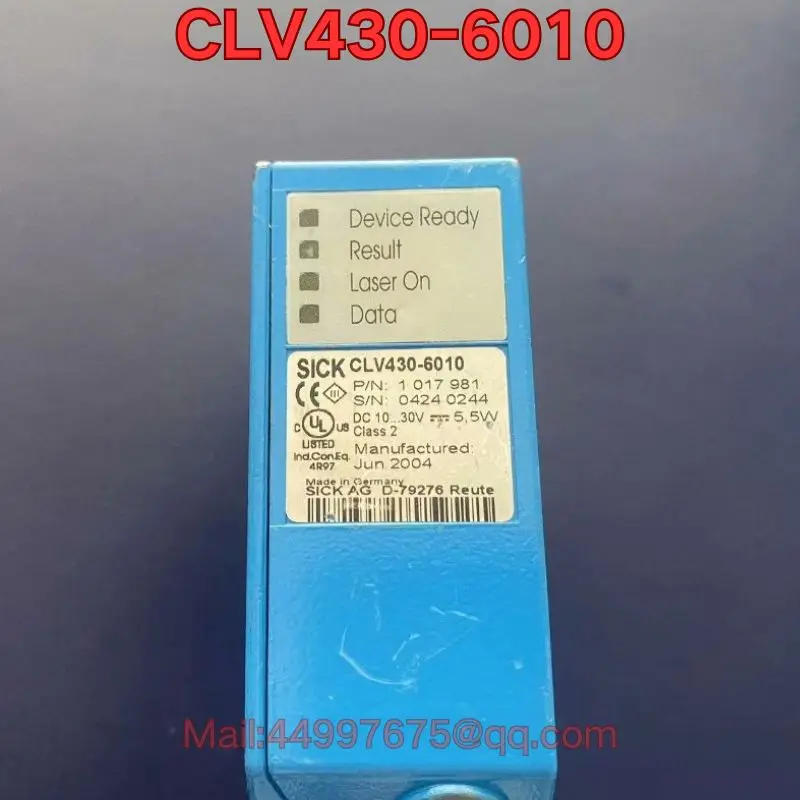 CLV430-6010
Device Ready
Result
Laser On
Data
SICK CLV430-6010
P/N: 1 017 981
S/N: 0424 0244
DC 10...30V ⎓ 5,5W
Class 2
C UL US
LISTED
Ind.Con.Eq.
4R97
Manufactured:
Jun 2004
Made in Germany
SICK AG D-79276 Reute
Mail:44997675@qq.com